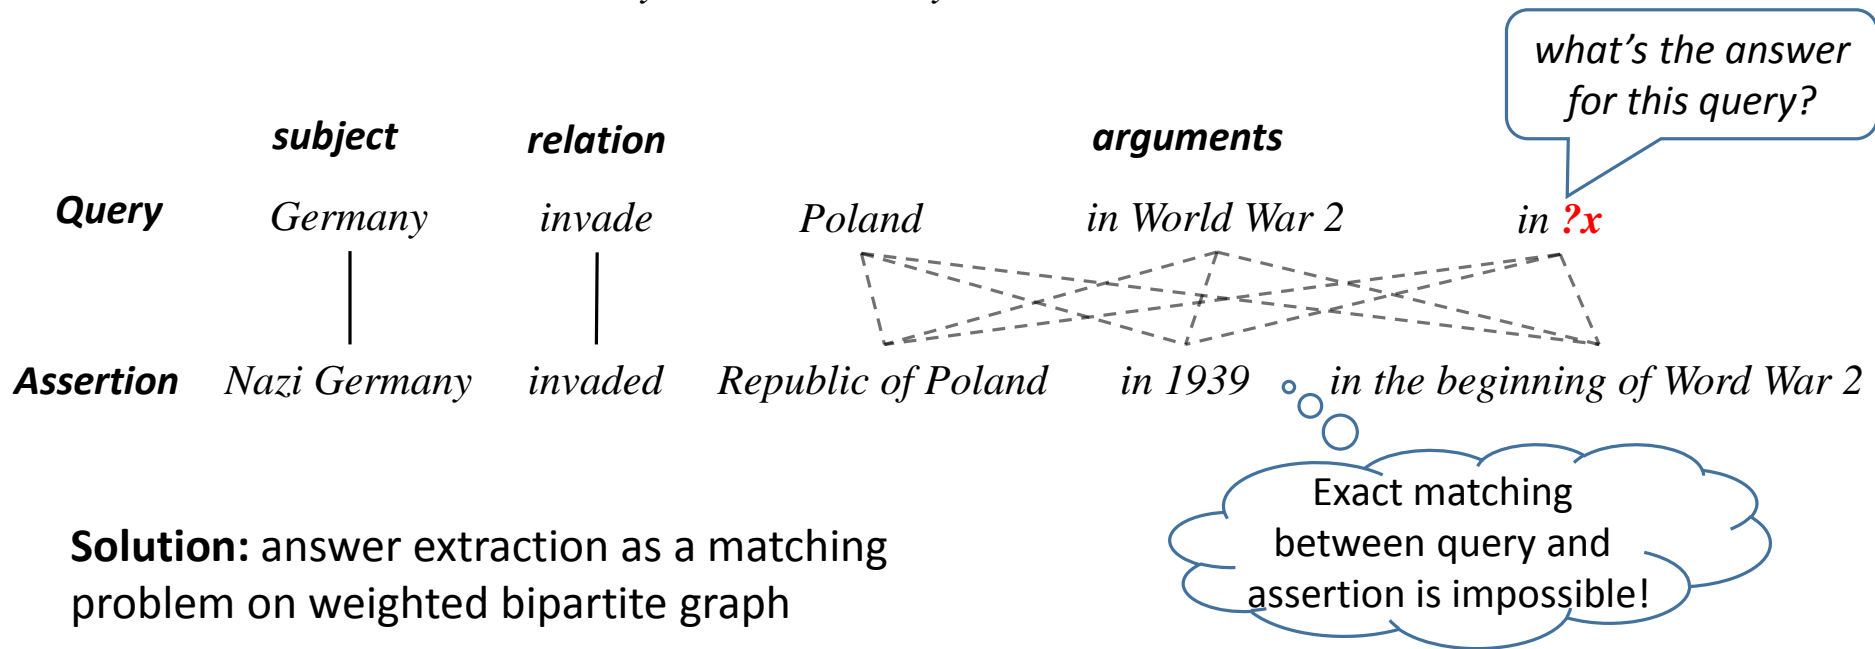 what's the answer
for this query?
subject relation arguments
Query Germany invade Poland in World War 2 in ?x
Assertion Nazi Germany invaded Republic of Poland in 1939 in the beginning of Word War 2
Exact matching
between query and
assertion is impossible!
Solution: answer extraction as a matching
problem on weighted bipartite graph